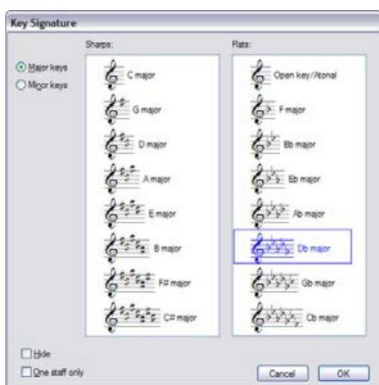 Key Signature
Sharps:
Flats:
Major keys
Minor keys
C major
G major
D major
A major
E major
B major
F# major
C# major
Open key/Atonal
F major
Bb major
Eb major
Ab major
Db major
Gb major
Cb major
Hide
One staff only
Cancel
OK